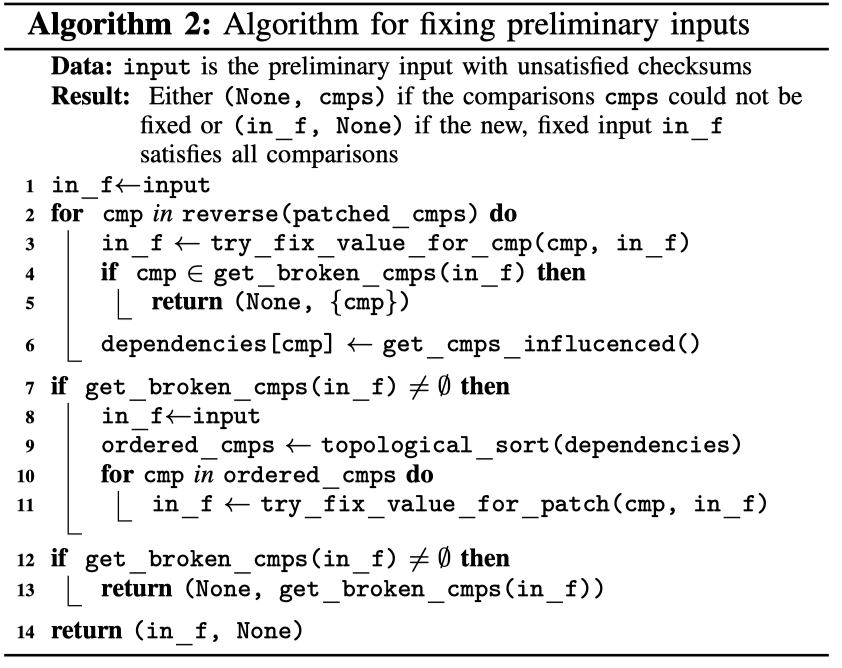 Algorithm 2: Algorithm for fixing preliminary inputs
Data: input is the preliminary input with unsatisfied checksums
Result: Either (None, cmps) if the comparisons cmps could not be
fixed or (in_f, None) if the new, fixed input in_f
satisfies all comparisons
1 in_f←input
2 for cmp in reverse(patched_cmps) do
3 in_f ← try_fix_value_for_cmp(cmp, in_f)
4 if cmp ∈ get_broken_cmps(in_f) then
5 return (None, {cmp})
6 dependencies[cmp] ← get_cmps_influcenced()
7 if get_broken_cmps(in_f) ≠ ∅ then
8 in_f←input
9 ordered_cmps ← topological_sort(dependencies)
10 for cmp in ordered_cmps do
11 in_f ← try_fix_value_for_patch(cmp, in_f)
12 if get_broken_cmps(in_f) ≠ ∅ then
13 return (None, get_broken_cmps(in_f))
14 return (in_f, None)